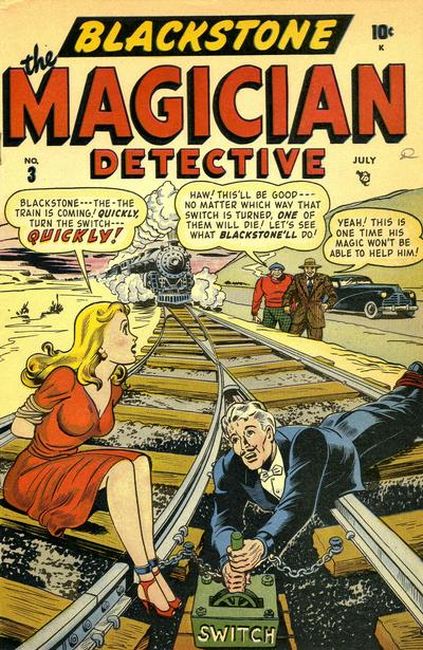 BLACKSTONE
the
MAGICIAN
DETECTIVE
10¢
K
NO.
3
JULY
BLACKSTONE---THE-THE
TRAIN IS COMING! QUICKLY,
TURN THE SWITCH---
QUICKLY!
HAW! THIS'LL BE GOOD---
NO MATTER WHICH WAY THAT
SWITCH IS TURNED, ONE OF
THEM WILL DIE! LET'S SEE
WHAT BLACKSTONE'LL DO!
YEAH! THIS IS
ONE TIME HIS
MAGIC WON'T BE
ABLE TO HELP HIM!
SWITCH